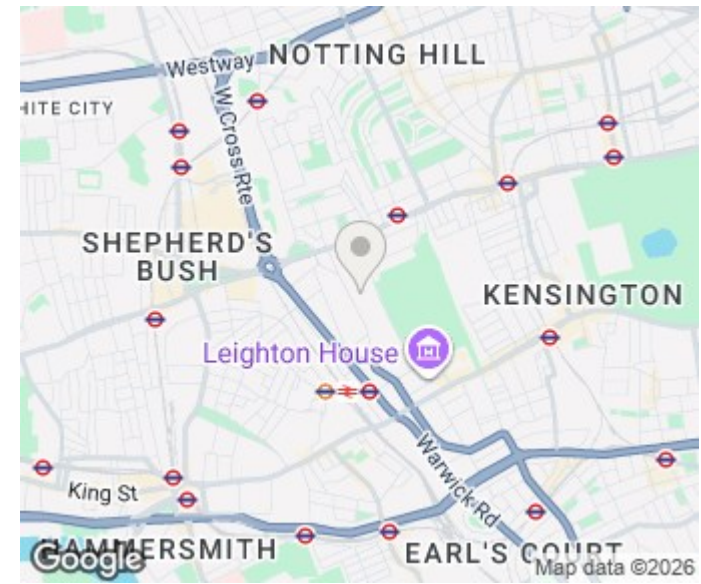 NOTTING HILL
Westway
HITE CITY
W Cross Rte
SHEPHERD'S
BUSH
KENSINGTON
Leighton House
Warwick Rd
King St
HAMMERSMITH
EARL'S COURT
Google
Map data ©2026